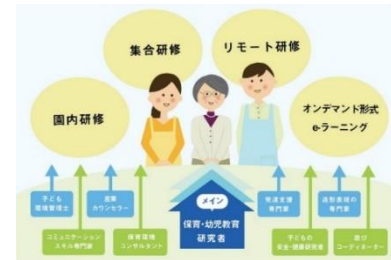 集合研修
リモート研修
園内研修
オンデマンド形式
e-ラーニング
子ども
環境管理士
産業
カウンセラー
メイン
保育・幼児教育
研究者
発達支援
専門家
造形表現の
専門家
コミュニケーション
スキル専門家
保育環境
コンサルタント
子どもの
安全・健康研究者
遊び
コーディネーター